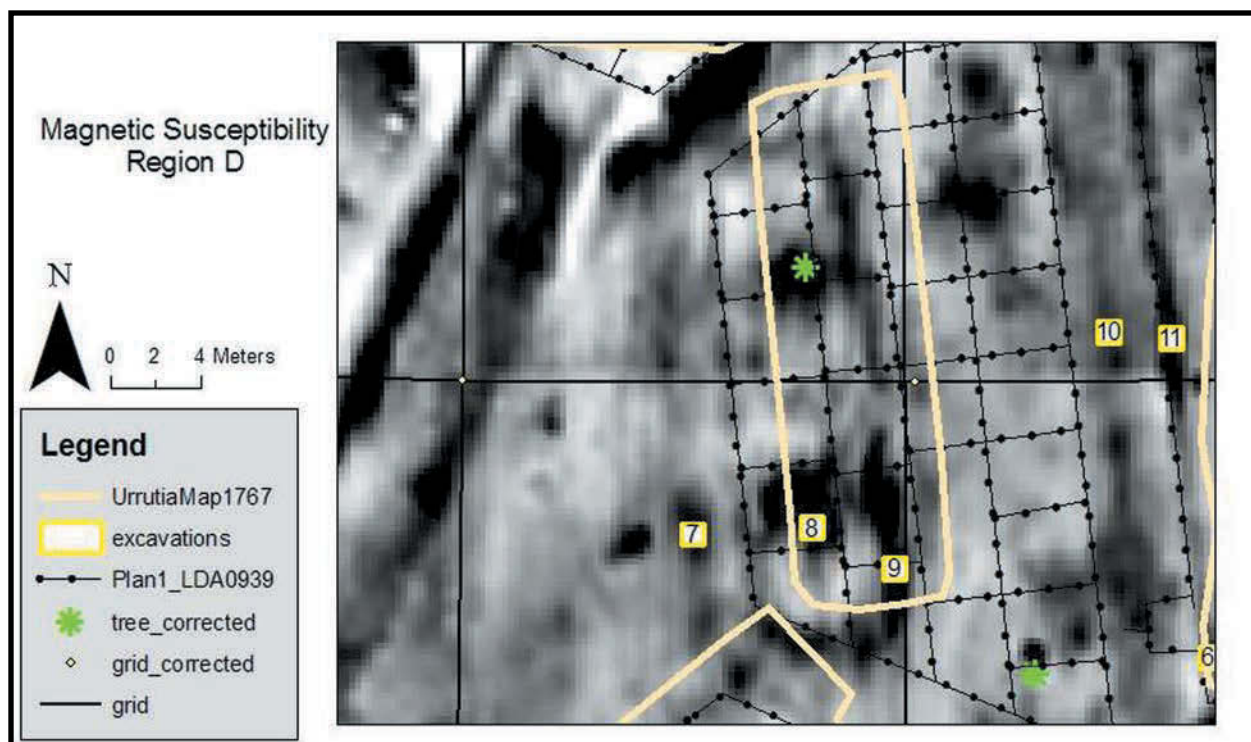 Magnetic Susceptibility
Region D
N
0 2 4 Meters
Legend
UrrutiaMap1767
excavations
Plan1_LDA0939
tree_corrected
grid_corrected
grid
10
11
7
8
9
6